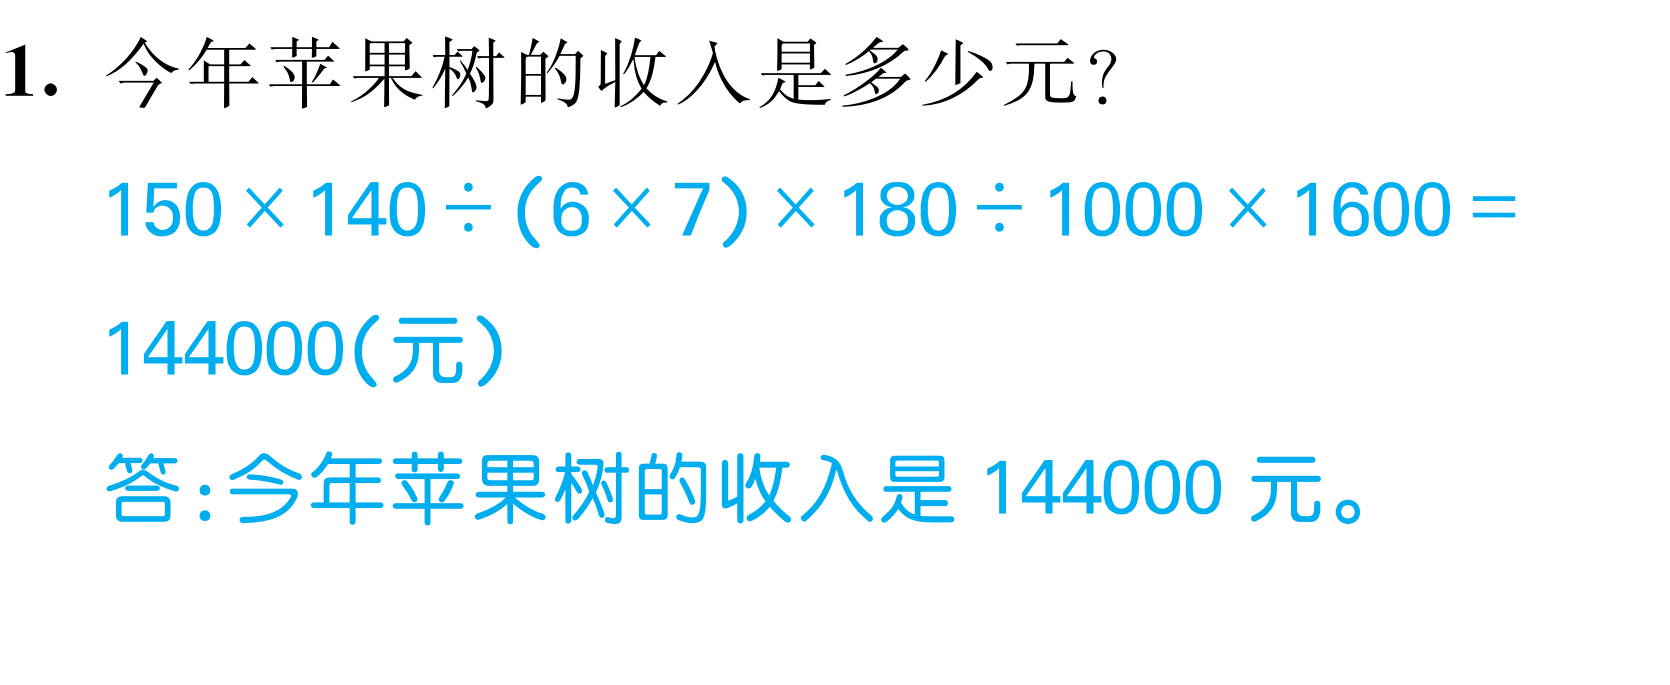 1. 今年苹果树的收入是多少元?
150×140÷(6×7)×180÷1000×1600=
144000(元)
答:今年苹果树的收入是 144000 元。